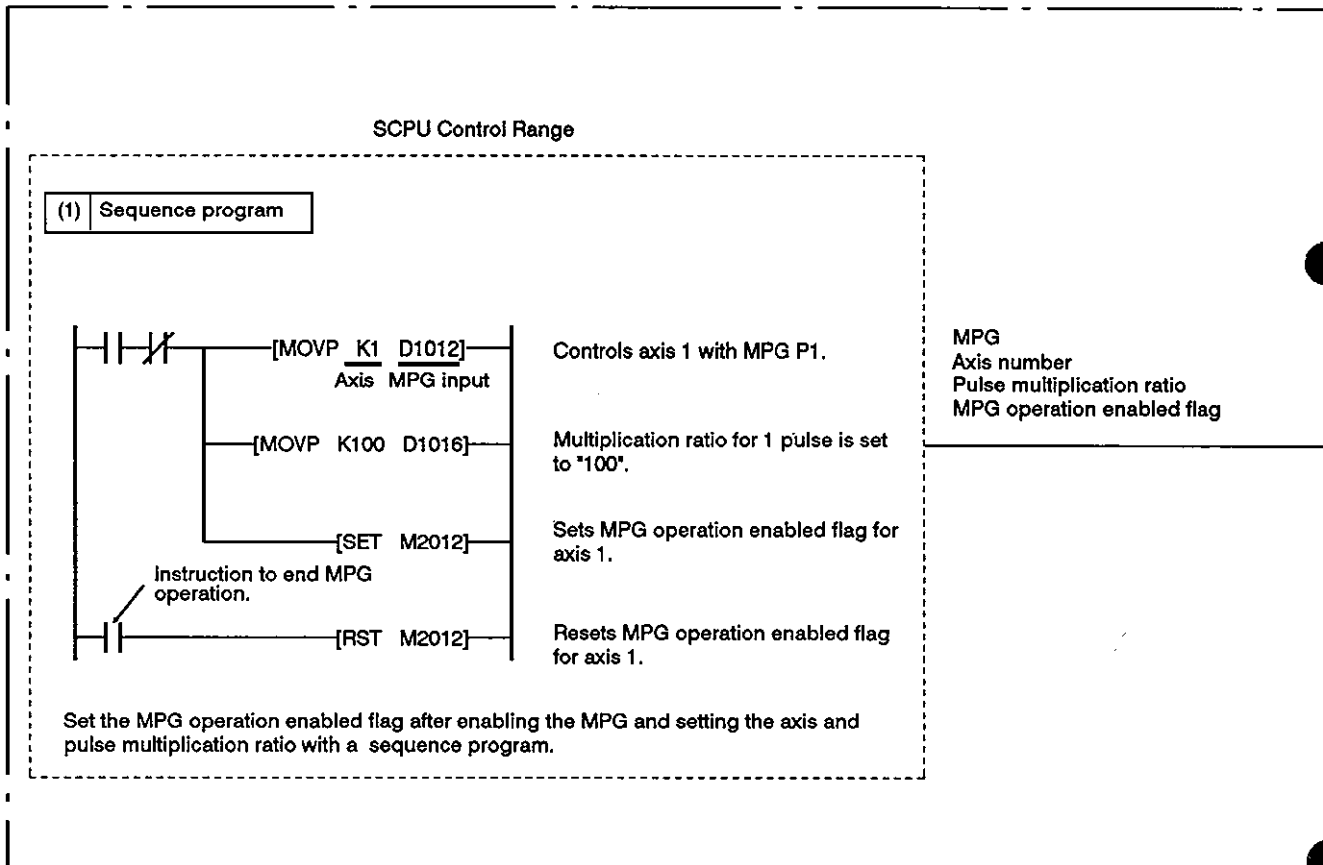 SCPU Control Range
(1) Sequence program
[MOVP K1 D1012]
Axis MPG input
Controls axis 1 with MPG P1.
[MOVP K100 D1016]
Multiplication ratio for 1 pulse is set
to "100".
[SET M2012]
Sets MPG operation enabled flag for
axis 1.
Instruction to end MPG
operation.
[RST M2012]
Resets MPG operation enabled flag
for axis 1.
Set the MPG operation enabled flag after enabling the MPG and setting the axis and
pulse multiplication ratio with a sequence program.
MPG
Axis number
Pulse multiplication ratio
MPG operation enabled flag